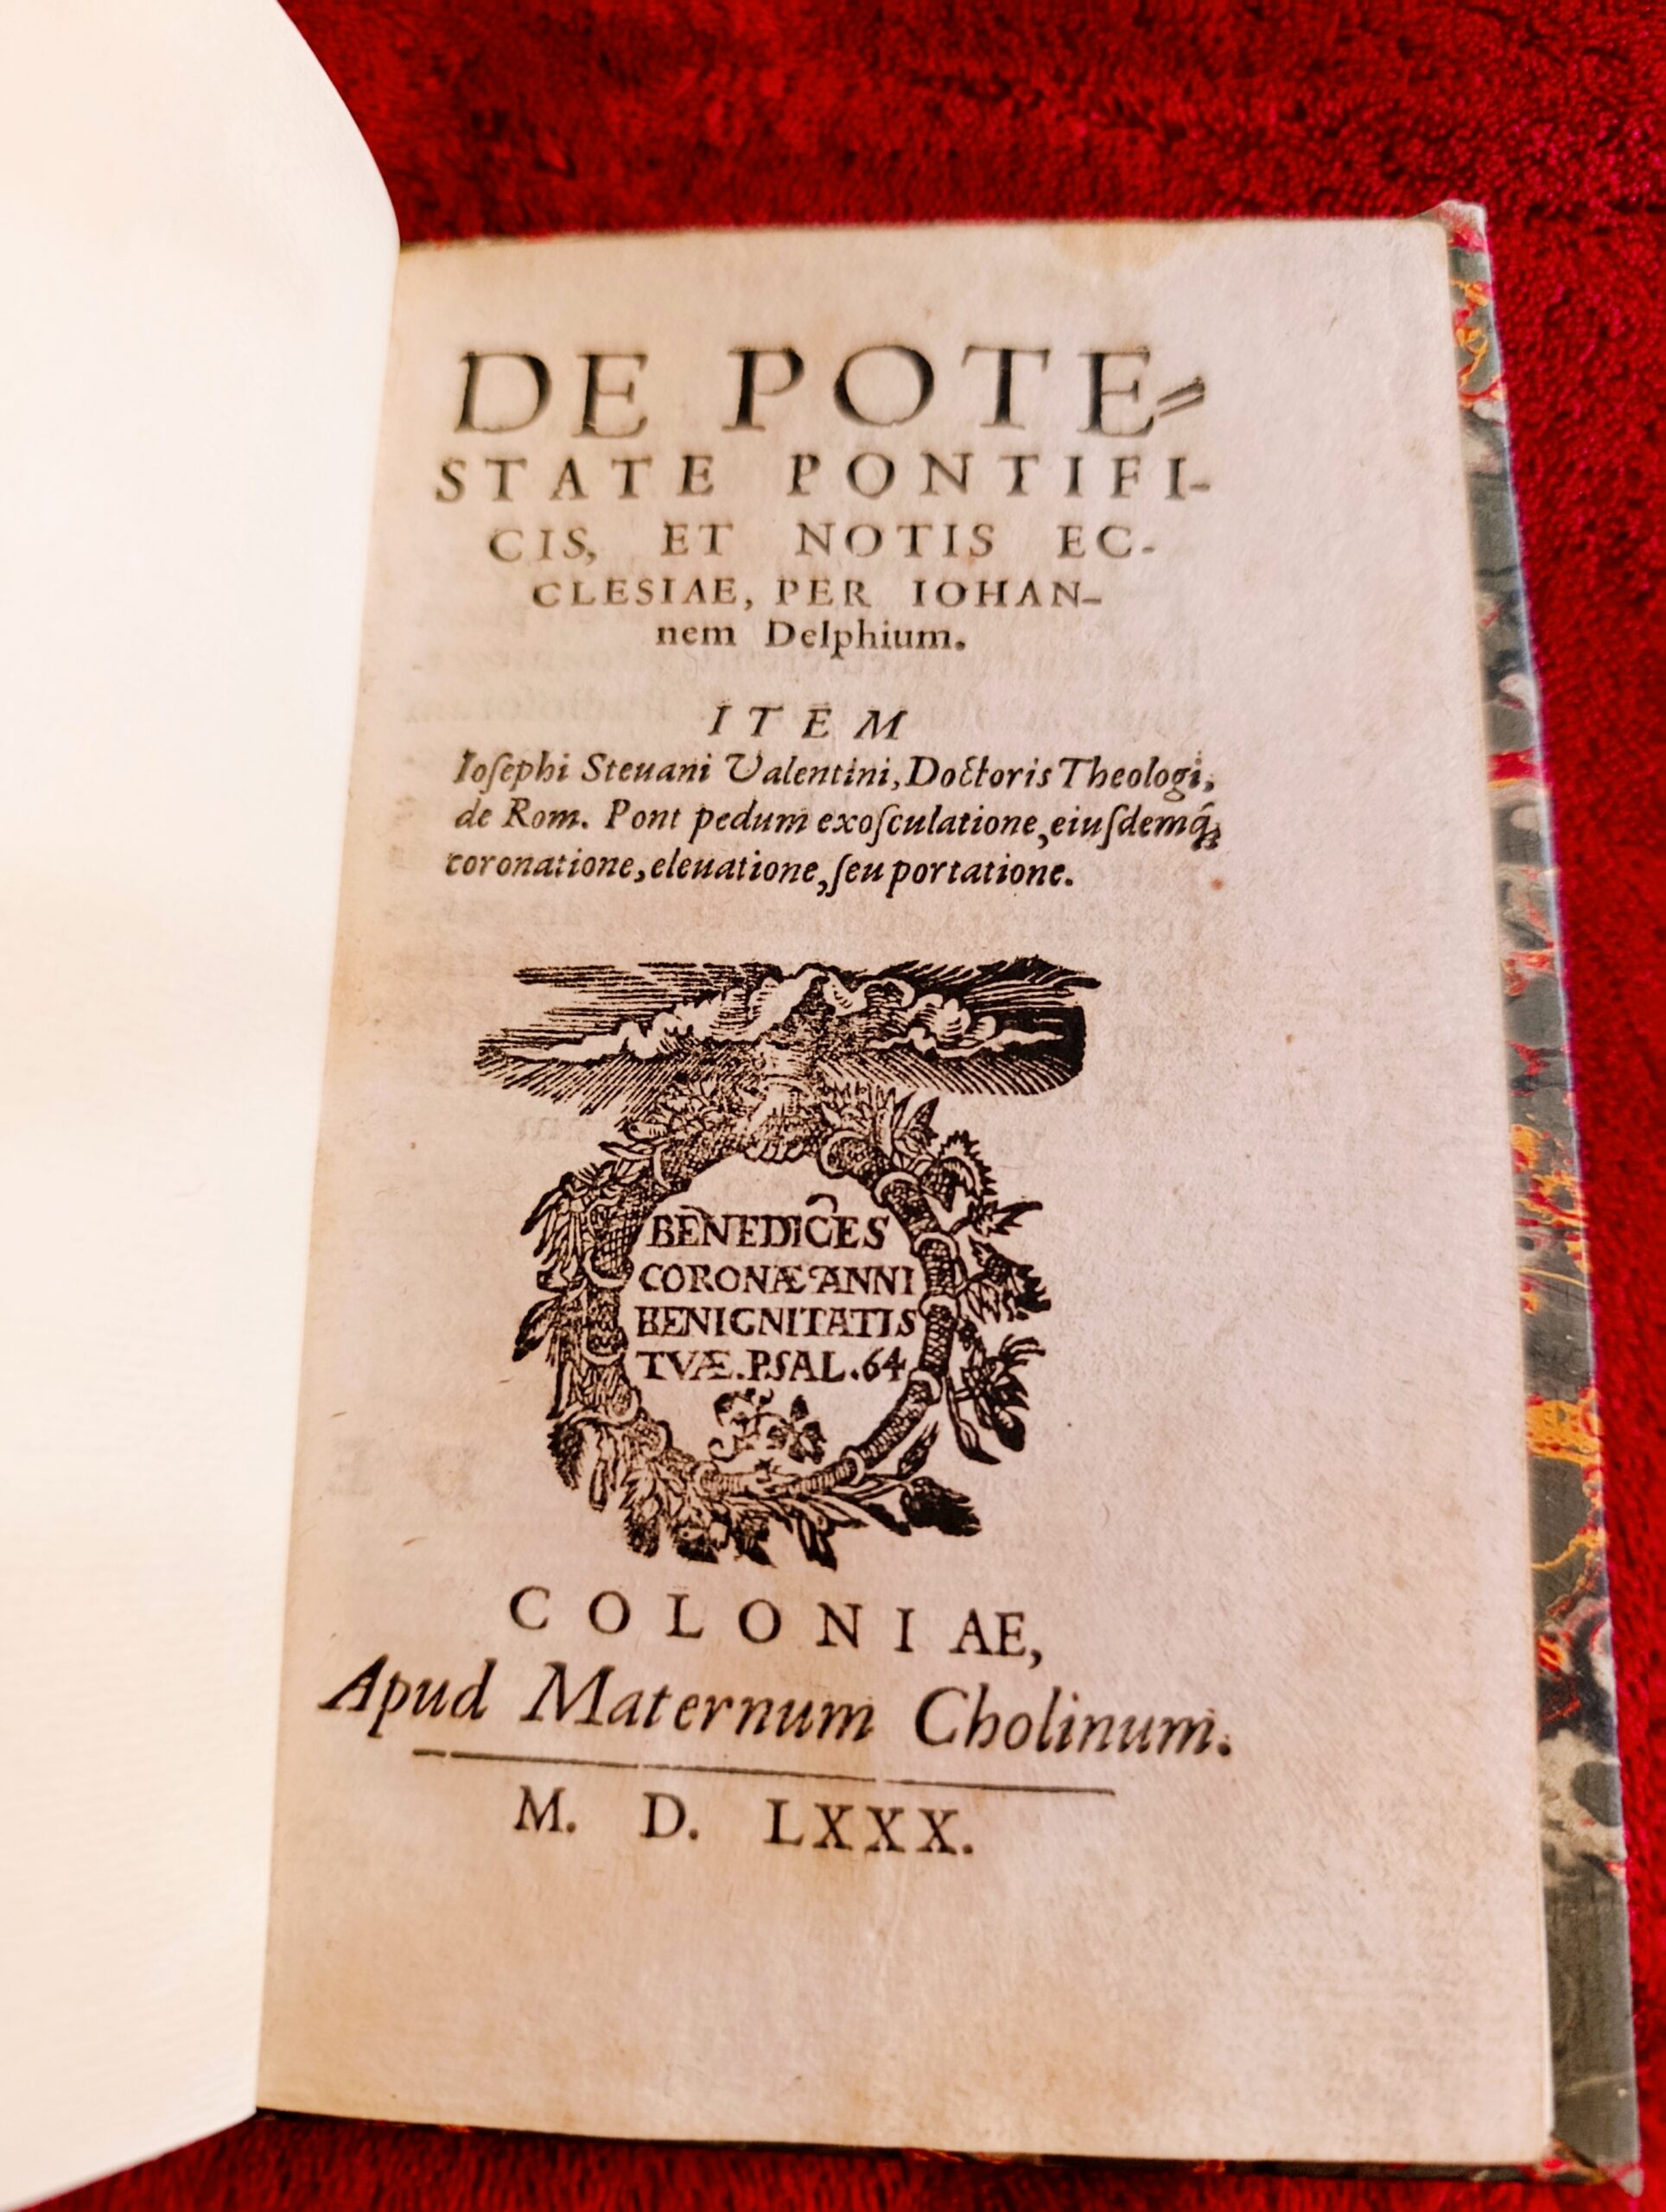 DE POTE-
STATE PONTIFI-
CIS, ET NOTIS EC-
CLESIAE, PER IOHAN-
nem Delphium.
ITEM
Ioſephi Steuani Valentini, Doctoris Theologi,
de Rom. Pont pedum exoſculatione, eiuſdemq́;
coronatione, eleuatione, ſeu portatione.
BENEDICES
CORONÆ ANNI
BENIGNITATIS
TVÆ. PSAL. 64
COLONIAE,
Apud Maternum Cholinum.
M. D. LXXX.